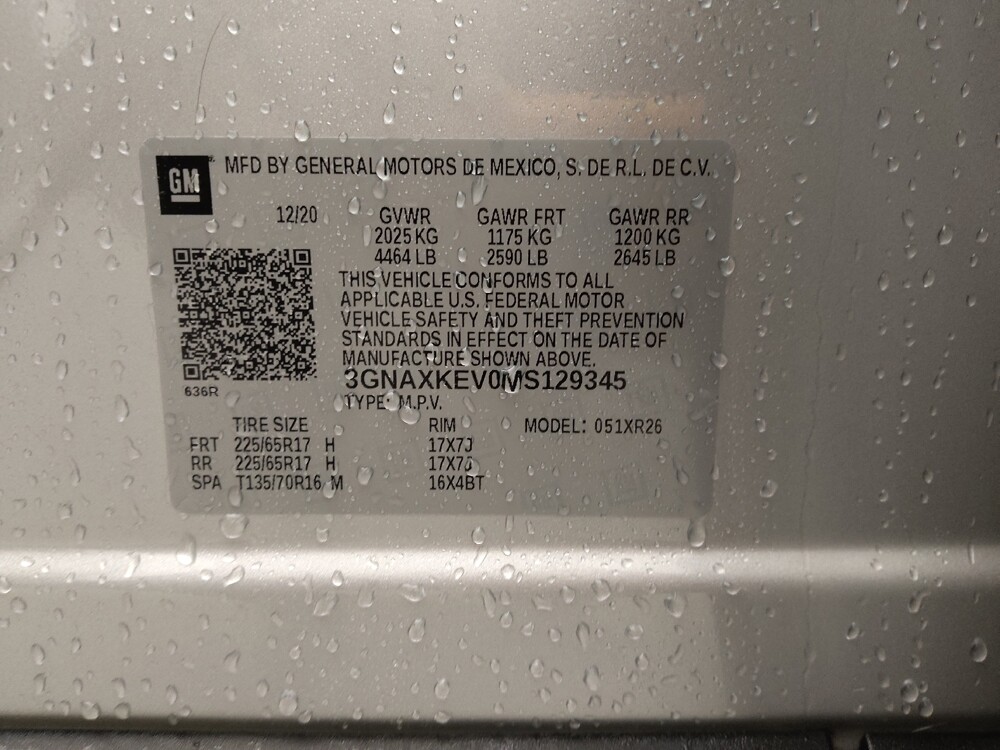 GM MFD BY GENERAL MOTORS DE MEXICO, S. DE R.L. DE C.V.
12/20 GVWR GAWR FRT GAWR RR
2025 KG 1175 KG 1200 KG
4464 LB 2590 LB 2645 LB
THIS VEHICLE CONFORMS TO ALL
APPLICABLE U.S. FEDERAL MOTOR
VEHICLE SAFETY AND THEFT PREVENTION
STANDARDS IN EFFECT ON THE DATE OF
MANUFACTURE SHOWN ABOVE.
3GNAXKEV0MS129345
636R
TYPE: M.P.V.
TIRE SIZE RIM MODEL: 051XR26
FRT 225/65R17 H 17X7J
RR 225/65R17 H 17X7J
SPA T135/70R16 M 16X4BT